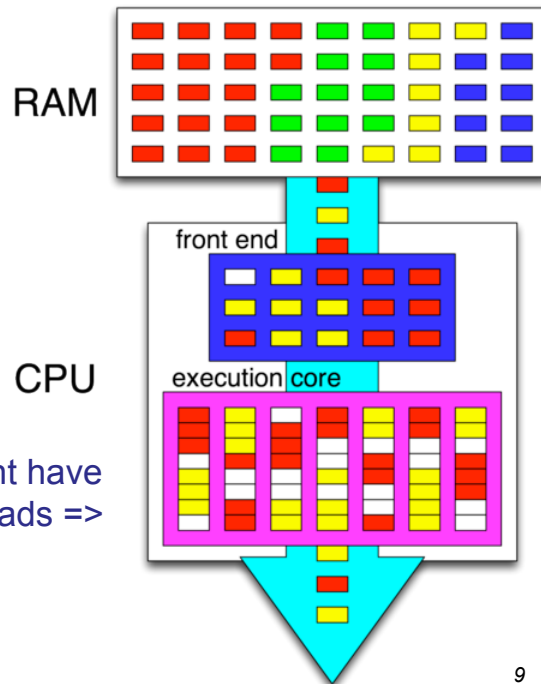 RAM
front end
CPU
execution core
nt have
ads =>
9